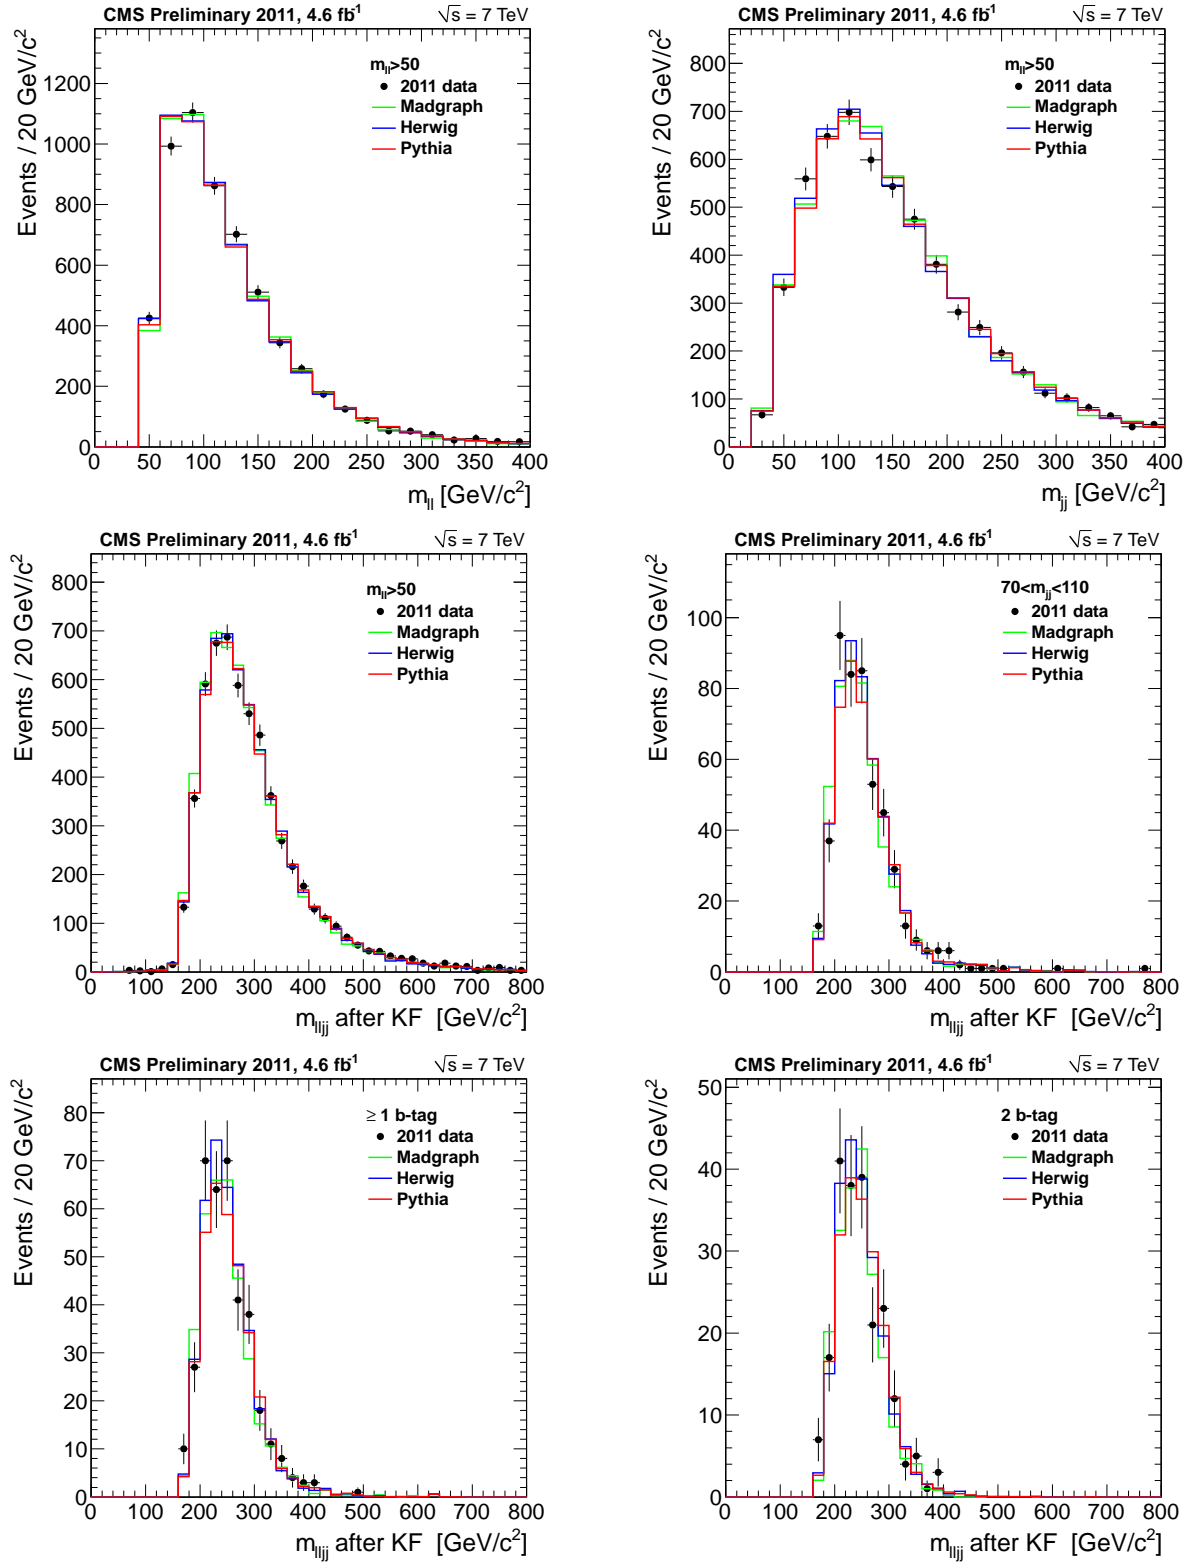 CMS Preliminary 2011, 4.6 fb-1 √s = 7 TeV
Events / 20 GeV/c2
1200
1000
800
600
400
200
0
mll>50
2011 data
Madgraph
Herwig
Pythia
0 50 100 150 200 250 300 350 400
mll [GeV/c2]
CMS Preliminary 2011, 4.6 fb-1 √s = 7 TeV
Events / 20 GeV/c2
800
700
600
500
400
300
200
100
0
mll>50
2011 data
Madgraph
Herwig
Pythia
0 50 100 150 200 250 300 350 400
mjj [GeV/c2]
CMS Preliminary 2011, 4.6 fb-1 √s = 7 TeV
Events / 20 GeV/c2
800
700
600
500
400
300
200
100
0
mll>50
2011 data
Madgraph
Herwig
Pythia
0 100 200 300 400 500 600 700 800
mlljj after KF [GeV/c2]
CMS Preliminary 2011, 4.6 fb-1 √s = 7 TeV
Events / 20 GeV/c2
100
80
60
40
20
0
70<mjj<110
2011 data
Madgraph
Herwig
Pythia
0 100 200 300 400 500 600 700 800
mlljj after KF [GeV/c2]
CMS Preliminary 2011, 4.6 fb-1 √s = 7 TeV
Events / 20 GeV/c2
80
70
60
50
40
30
20
10
0
≥ 1 b-tag
2011 data
Madgraph
Herwig
Pythia
0 100 200 300 400 500 600 700 800
mlljj after KF [GeV/c2]
CMS Preliminary 2011, 4.6 fb-1 √s = 7 TeV
Events / 20 GeV/c2
50
40
30
20
10
0
2 b-tag
2011 data
Madgraph
Herwig
Pythia
0 100 200 300 400 500 600 700 800
mlljj after KF [GeV/c2]